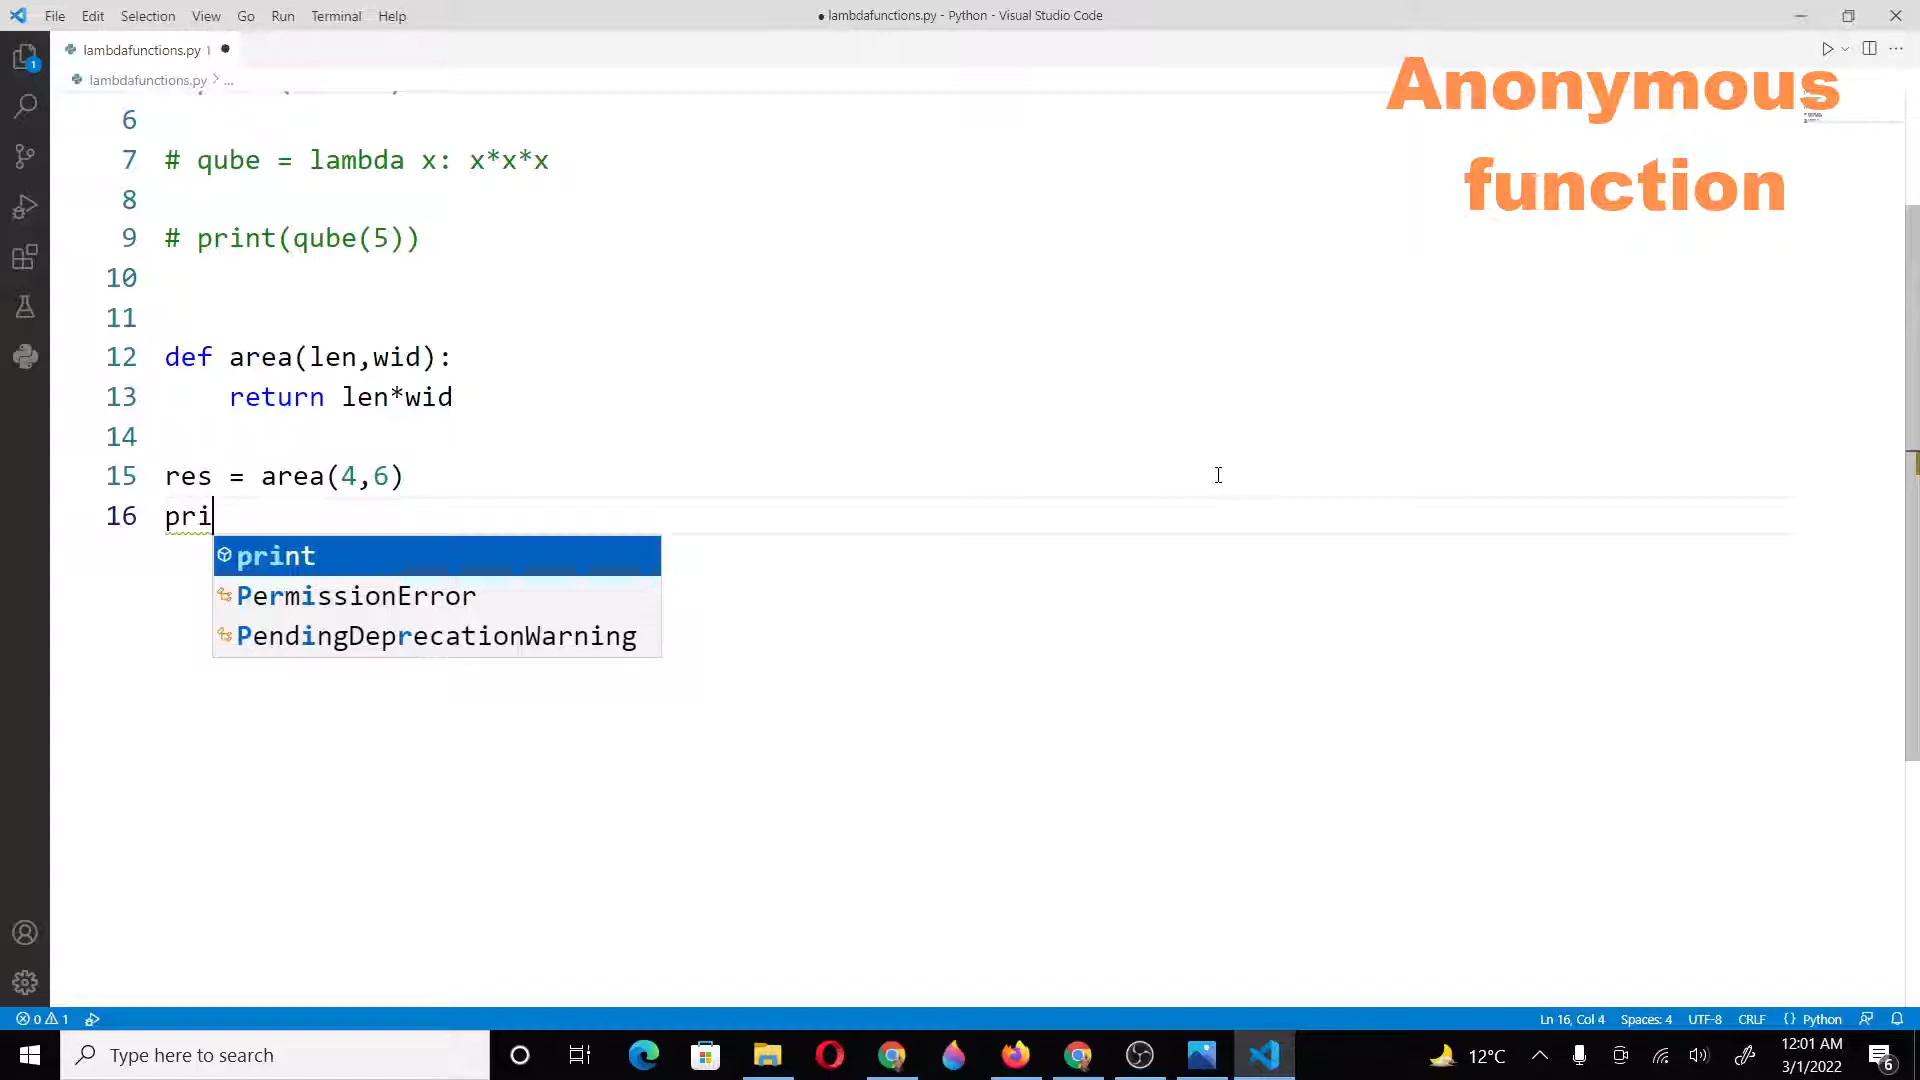 File Edit Selection View Go Run Terminal Help
● lambdafunctions.py - Python - Visual Studio Code
lambdafunctions.py 1 ●
lambdafunctions.py > ...
Anonymous
function
6
7 # qube = lambda x: x*x*x
8
9 # print(qube(5))
10
11
12 def area(len,wid):
13 return len*wid
14
15 res = area(4,6)
16 pri
print
PermissionError
PendingDeprecationWarning
1
0 1
Ln 16, Col 4 Spaces: 4 UTF-8 CRLF {} Python
Type here to search
12°C
12:01 AM
3/1/2022
6